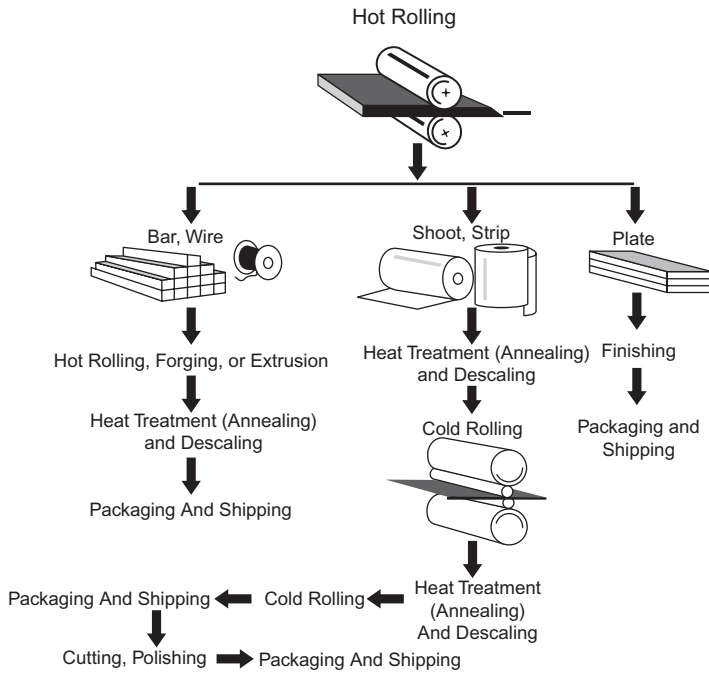 Hot Rolling
Bar, Wire
Shoot, Strip
Plate
Hot Rolling, Forging, or Extrusion
Heat Treatment (Annealing)
and Descaling
Finishing
Heat Treatment (Annealing)
and Descaling
Cold Rolling
Packaging and
Shipping
Packaging And Shipping
Packaging And Shipping
Cold Rolling
Heat Treatment
(Annealing)
And Descaling
Cutting, Polishing
Packaging And Shipping